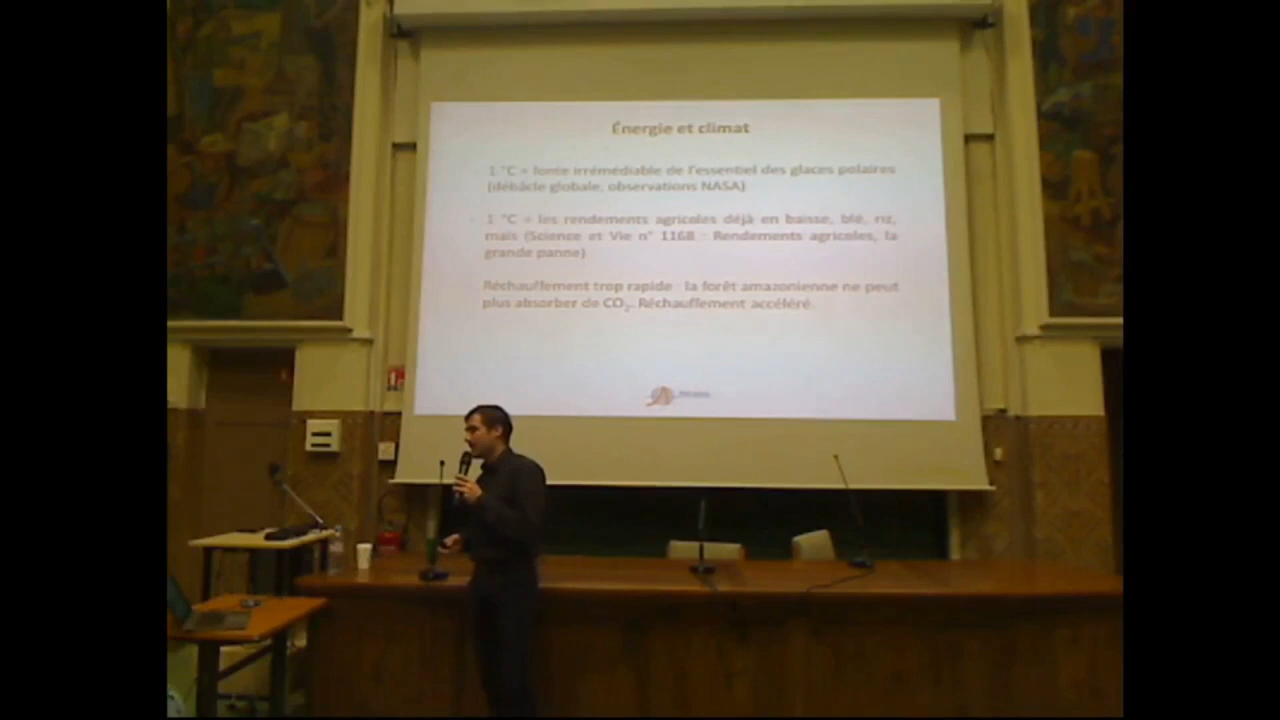 Énergie et climat
1 °C = fonte irrémédiable de l'essentiel des glaces polaires
(débâcle globale, observations NASA)
1 °C = les rendements agricoles déjà en baisse, blé, riz,
maïs (Science et Vie n° 1168 : Rendements agricoles, la
grande panne)
Réchauffement trop rapide : la forêt amazonienne ne peut
plus absorber de CO₂. Réchauffement accéléré.